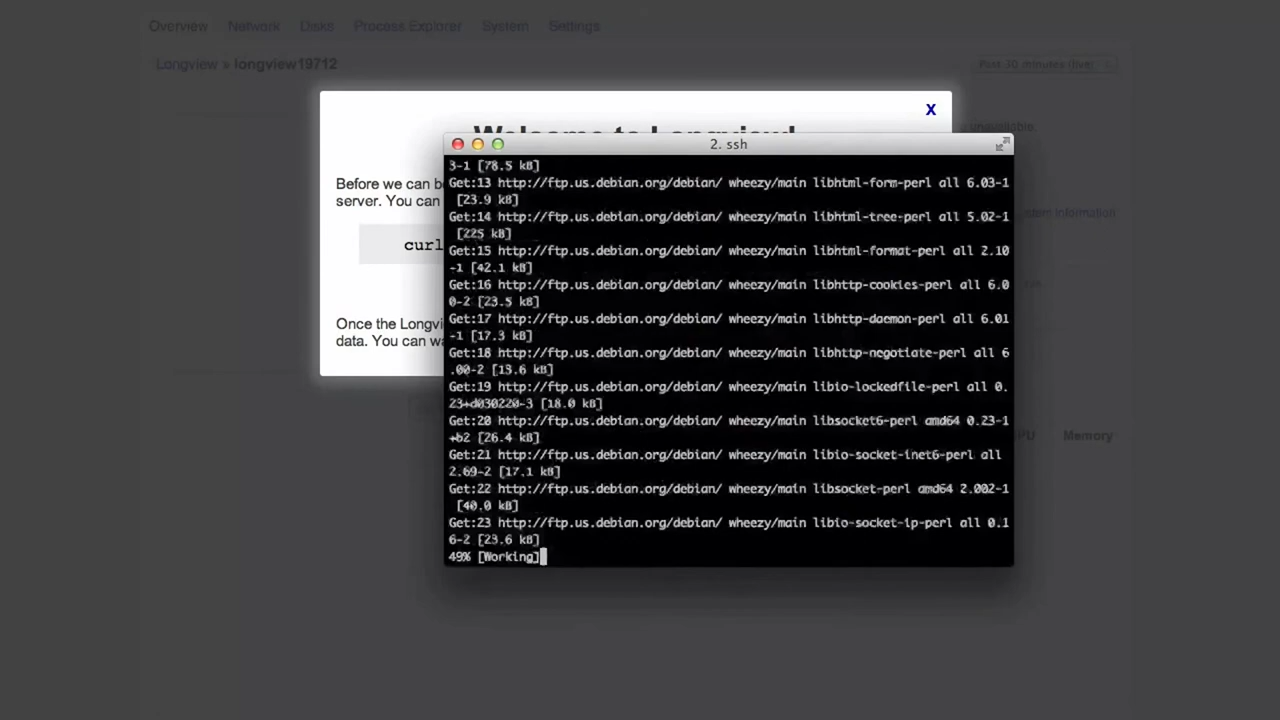 Overview Network Disks Process Explorer System Settings
Longview » longview19712
Past 30 minutes (live)
X
Welcome to Longview!
unavailable.
Before we can be
server. You can
System Information
curl
Once the Longvie
data. You can wa
CPU Memory
2. ssh
3-1 [78.5 kB]
Get:13 http://ftp.us.debian.org/debian/ wheezy/main libhtml-form-perl all 6.03-1
[23.9 kB]
Get:14 http://ftp.us.debian.org/debian/ wheezy/main libhtml-tree-perl all 5.02-1
[225 kB]
Get:15 http://ftp.us.debian.org/debian/ wheezy/main libhtml-format-perl all 2.10
-1 [42.1 kB]
Get:16 http://ftp.us.debian.org/debian/ wheezy/main libhttp-cookies-perl all 6.0
0-2 [23.5 kB]
Get:17 http://ftp.us.debian.org/debian/ wheezy/main libhttp-daemon-perl all 6.01
-1 [17.3 kB]
Get:18 http://ftp.us.debian.org/debian/ wheezy/main libhttp-negotiate-perl all 6
.00-2 [13.6 kB]
Get:19 http://ftp.us.debian.org/debian/ wheezy/main libio-lockedfile-perl all 0.
23+d030220-3 [18.0 kB]
Get:20 http://ftp.us.debian.org/debian/ wheezy/main libsocket6-perl amd64 0.23-1
+b2 [26.4 kB]
Get:21 http://ftp.us.debian.org/debian/ wheezy/main libio-socket-inet6-perl all
2.69-2 [17.1 kB]
Get:22 http://ftp.us.debian.org/debian/ wheezy/main libsocket-perl amd64 2.002-1
[40.0 kB]
Get:23 http://ftp.us.debian.org/debian/ wheezy/main libio-socket-ip-perl all 0.1
6-2 [23.6 kB]
49% [Working]